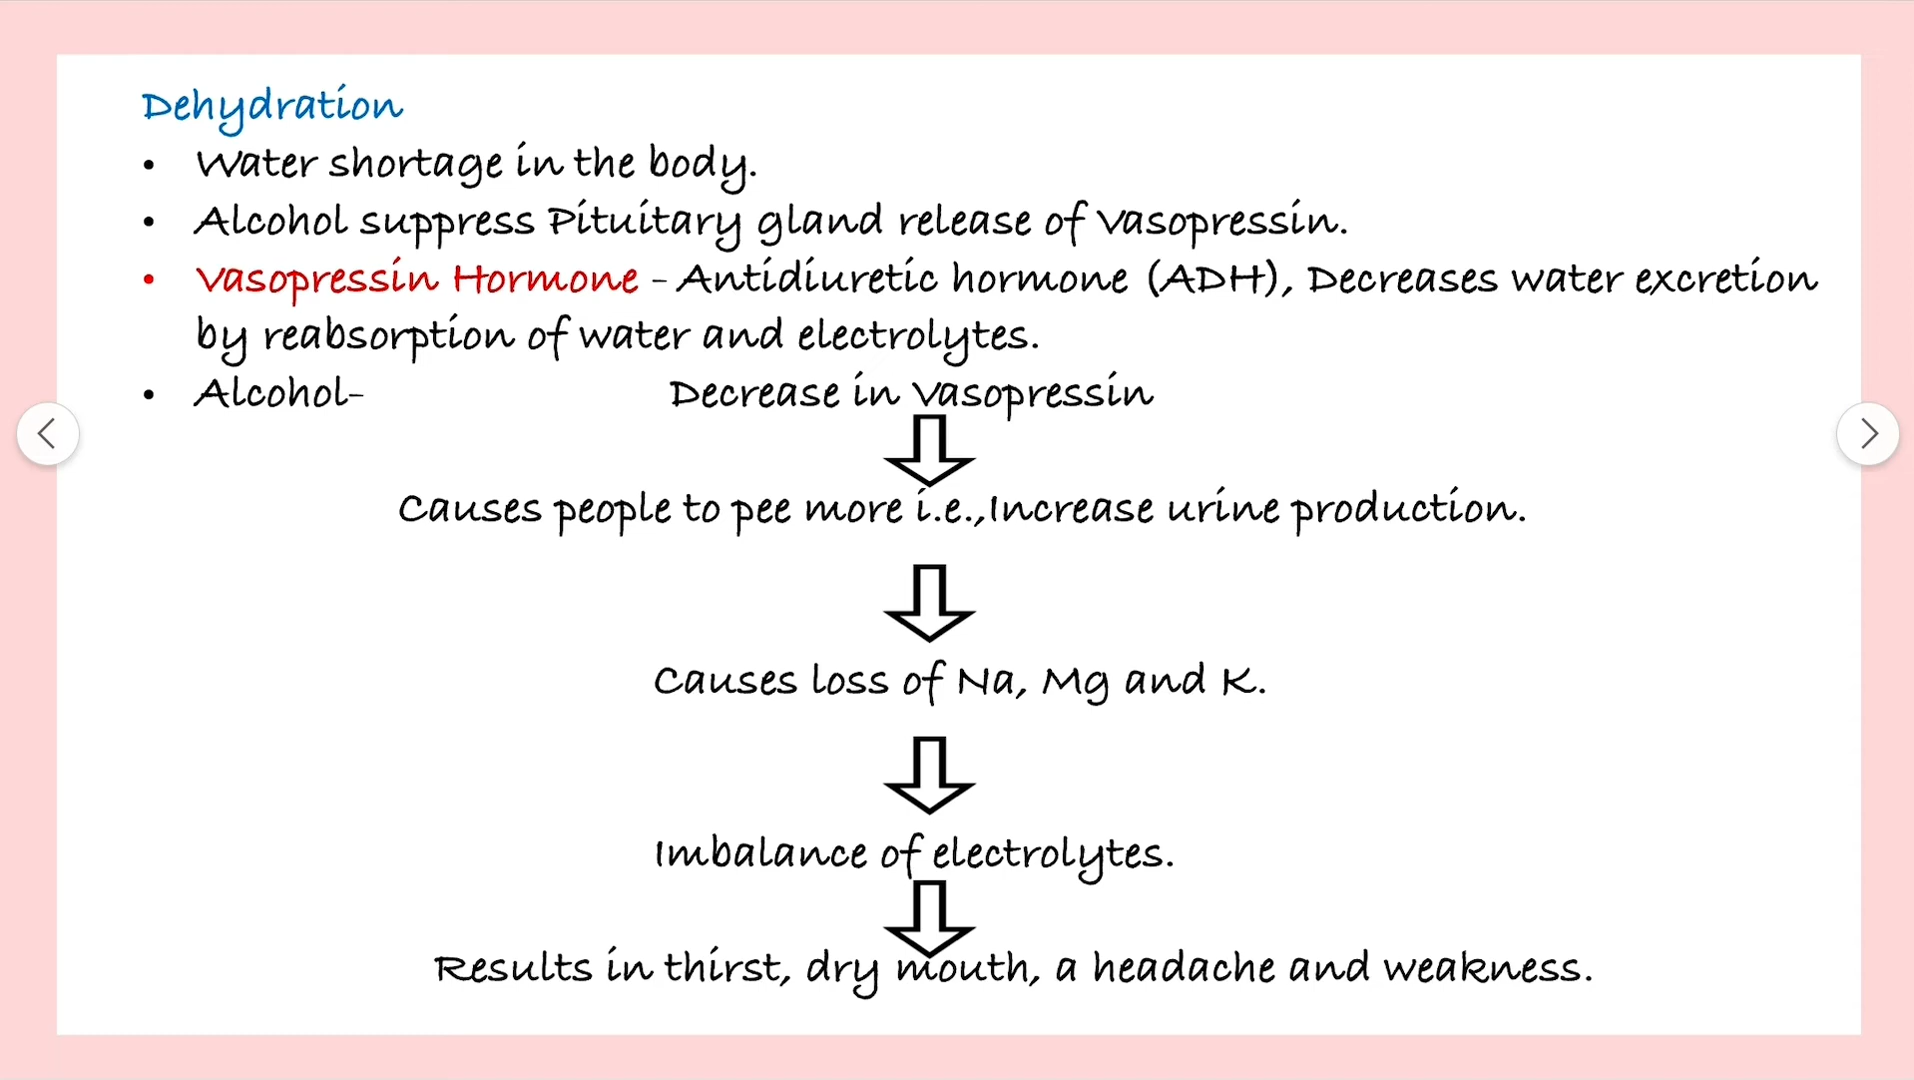 Dehydration
• Water shortage in the body.
• Alcohol suppress Pituitary gland release of Vasopressin.
• Vasopressin Hormone - Antidiuretic hormone (ADH), Decreases water excretion
by reabsorption of water and electrolytes.
• Alcohol- Decrease in Vasopressin
Causes people to pee more i.e.,Increase urine production.
Causes loss of Na, Mg and K.
Imbalance of electrolytes.
Results in thirst, dry mouth, a headache and weakness.